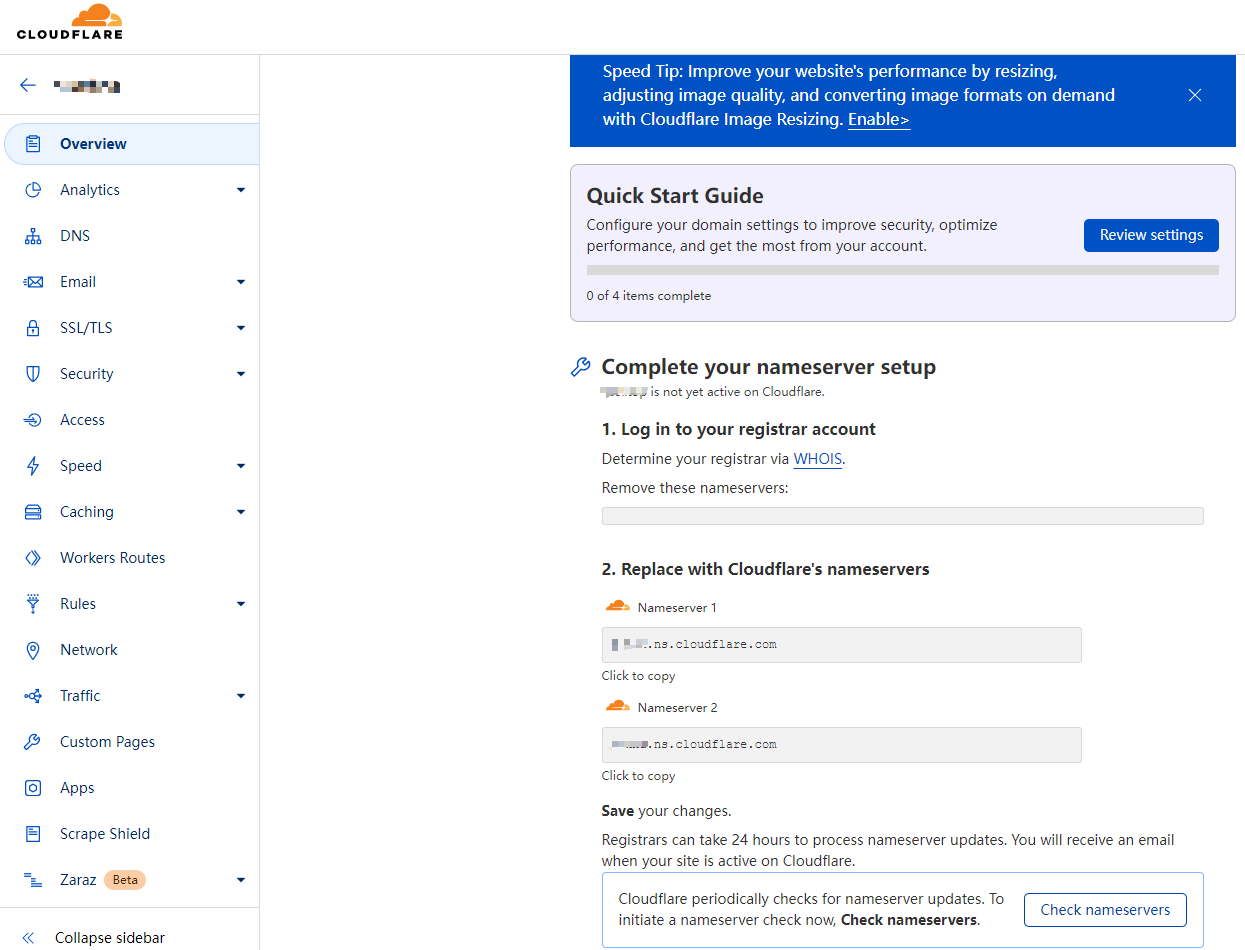 CLOUDFLARE
Speed Tip: Improve your website's performance by resizing,
adjusting image quality, and converting image formats on demand
with Cloudflare Image Resizing. Enable>
Overview
Analytics
DNS
Email
SSL/TLS
Security
Access
Speed
Caching
Workers Routes
Rules
Network
Traffic
Custom Pages
Apps
Scrape Shield
Zaraz Beta
Collapse sidebar
Quick Start Guide
Configure your domain settings to improve security, optimize
performance, and get the most from your account.
Review settings
0 of 4 items complete
Complete your nameserver setup
is not yet active on Cloudflare.
1. Log in to your registrar account
Determine your registrar via WHOIS.
Remove these nameservers:
2. Replace with Cloudflare's nameservers
Nameserver 1
.ns.cloudflare.com
Click to copy
Nameserver 2
.ns.cloudflare.com
Click to copy
Save your changes.
Registrars can take 24 hours to process nameserver updates. You will receive an email
when your site is active on Cloudflare.
Cloudflare periodically checks for nameserver updates. To
initiate a nameserver check now, Check nameservers.
Check nameservers